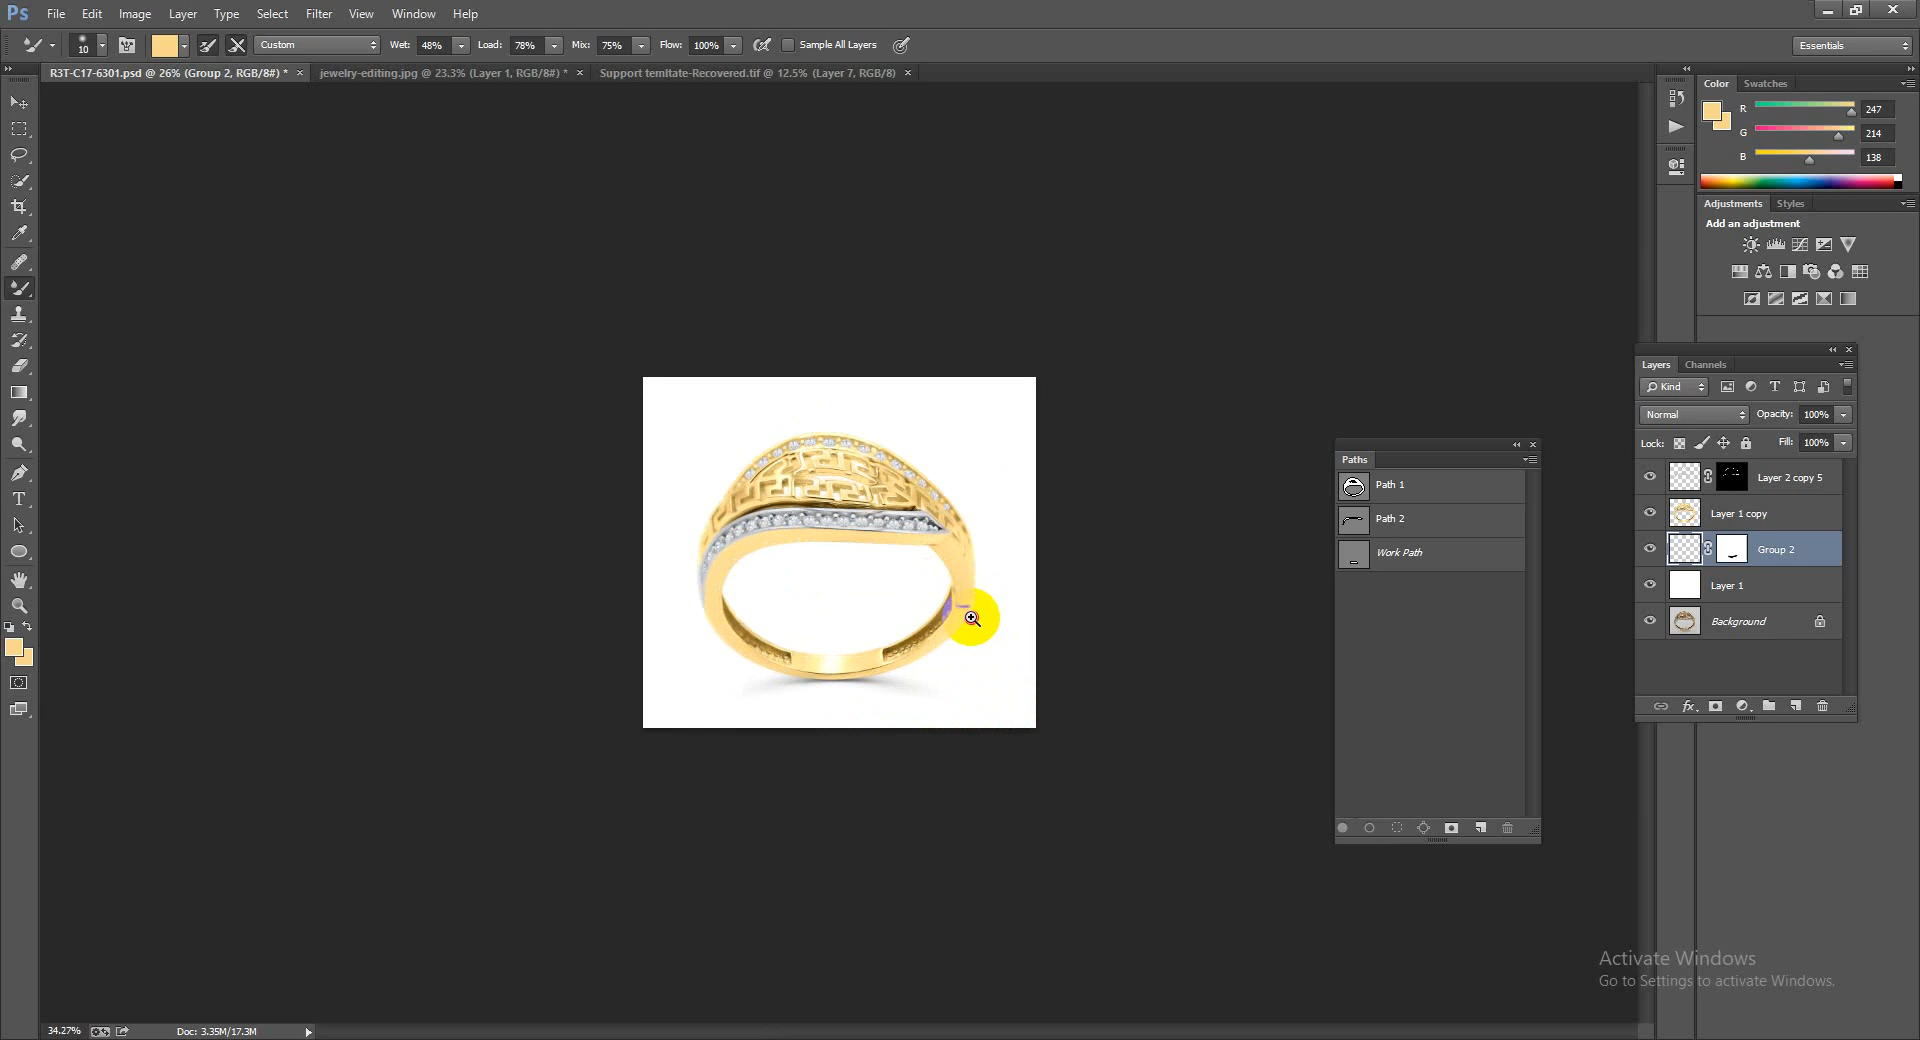 Ps File Edit Image Layer Type Select Filter View Window Help
10 Custom Wet: 48% Load: 78% Mix: 75% Flow: 100% Sample All Layers Essentials
R3T-C17-6301.psd @ 26% (Group 2, RGB/8#) * × jewelry-editing.jpg @ 23.3% (Layer 1, RGB/8#) * × Support temltate-Recovered.tif @ 12.5% (Layer 7, RGB/8) ×
Color Swatches
R 247
G 214
B 138
Adjustments Styles
Add an adjustment
Layers Channels
Kind
Normal Opacity: 100%
Lock: Fill: 100%
Layer 2 copy 5
Layer 1 copy
Group 2
Layer 1
Background
Paths
Path 1
Path 2
Work Path
Activate Windows
Go to Settings to activate Windows.
34.27% Doc: 3.35M/17.3M